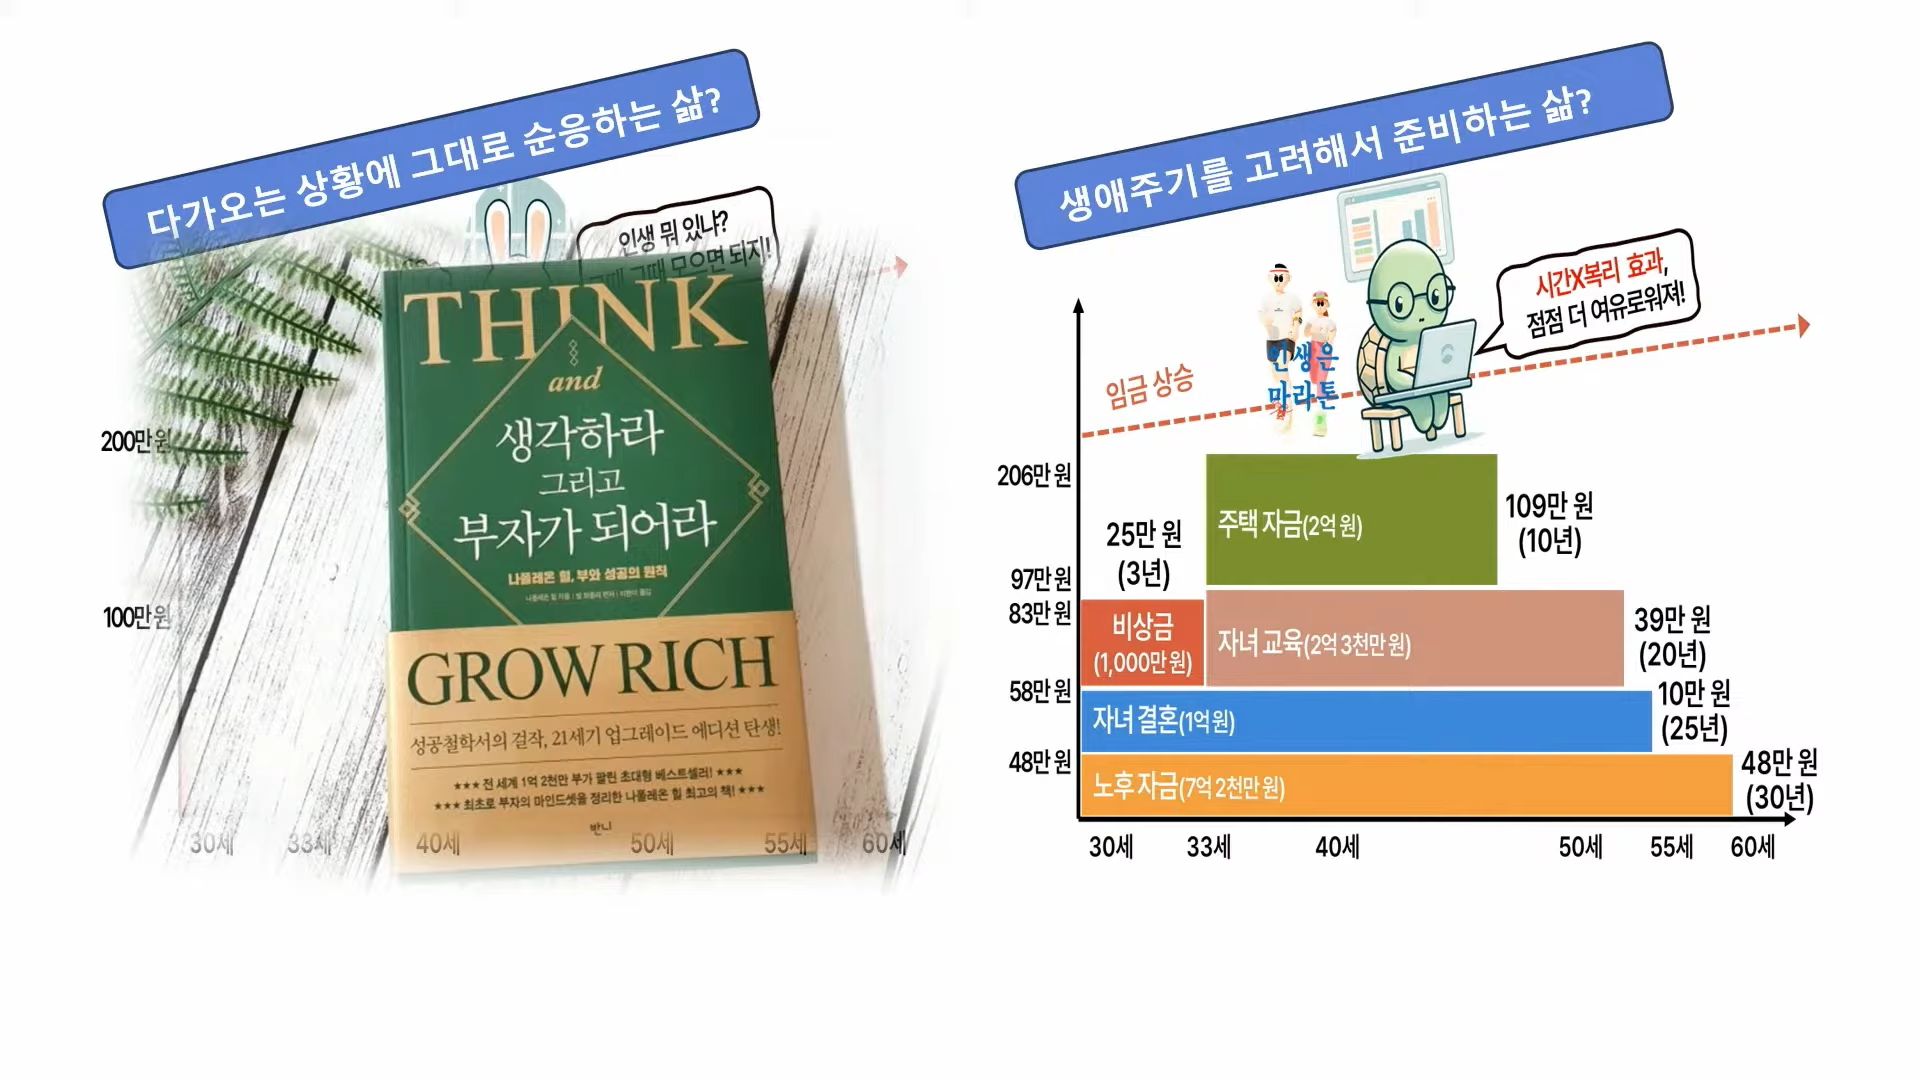 다가오는 상황에 그대로 순응하는 삶?
인생 뭐 있냐?
그때 모으면 되지!
200만원
100만원
THINK
and
생각하라
그리고
부자가 되어라
나폴레온 힐, 부와 성공의 원칙
GROW RICH
성공철학서의 걸작, 21세기 업그레이드 에디션 탄생!
★★★ 전 세계 1억 2천만 부가 팔린 초대형 베스트셀러! ★★★
★★★ 최초로 부자의 마인드셋을 정리한 나폴레온 힐 최고의 책! ★★★
반니
30세 33세 40세 50세 55세 60세
생애주기를 고려해서 준비하는 삶?
시간X복리 효과,
점점 더 여유로워져!
인생은
마라톤
임금 상승
206만 원
97만 원
83만 원
58만 원
48만 원
25만 원
(3년)
주택 자금(2억 원)
109만 원
(10년)
비상금
(1,000만 원)
자녀 교육(2억 3천만 원)
39만 원
(20년)
자녀 결혼(1억 원)
10만 원
(25년)
노후 자금(7억 2천만 원)
48만 원
(30년)
30세 33세 40세 50세 55세 60세